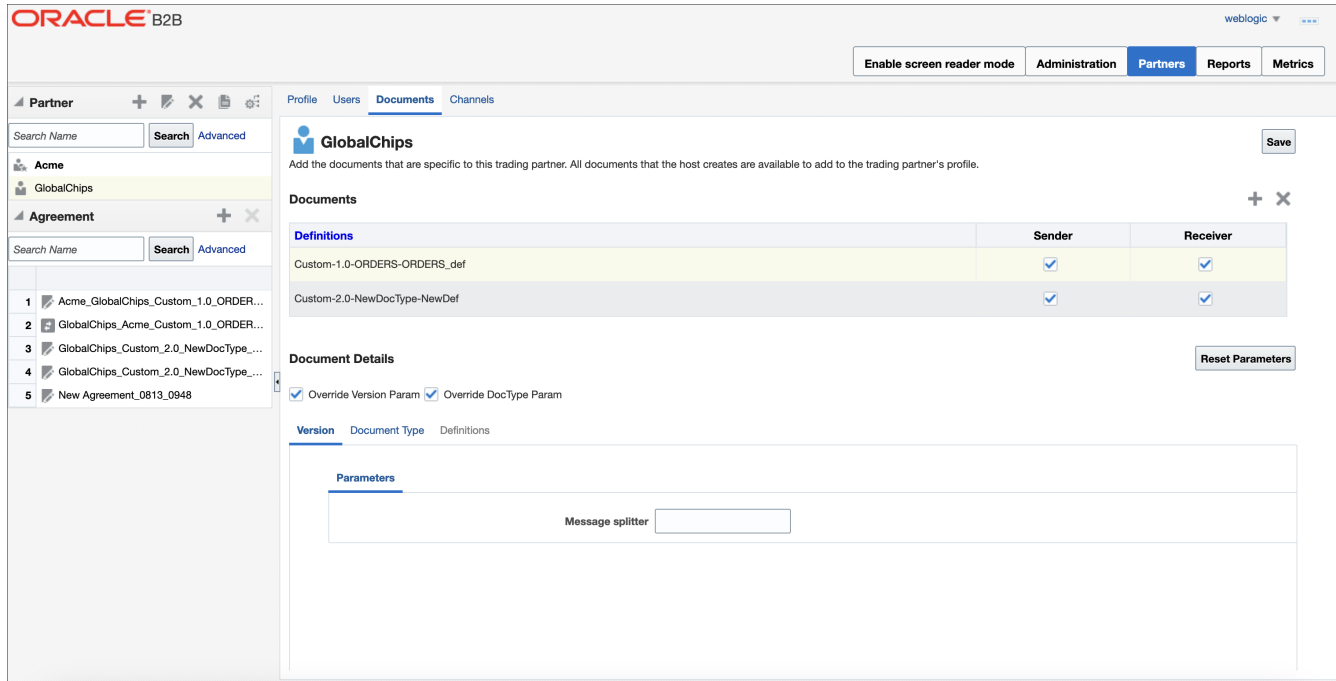 ORACLE B2B
weblogic
Enable screen reader mode Administration Partners Reports Metrics
Partner
Search Name Search Advanced
Acme
GlobalChips
Agreement
Search Name Search Advanced
1 Acme_GlobalChips_Custom_1.0_ORDER...
2 GlobalChips_Acme_Custom_1.0_ORDER...
3 GlobalChips_Custom_2.0_NewDocType_...
4 GlobalChips_Custom_2.0_NewDocType_...
5 New Agreement_0813_0948
Profile Users Documents Channels
GlobalChips
Save
Add the documents that are specific to this trading partner. All documents that the host creates are available to add to the trading partner's profile.
Documents
Definitions Sender Receiver
Custom-1.0-ORDERS-ORDERS_def
Custom-2.0-NewDocType-NewDef
Document Details
Reset Parameters
Override Version Param Override DocType Param
Version Document Type Definitions
Parameters
Message splitter